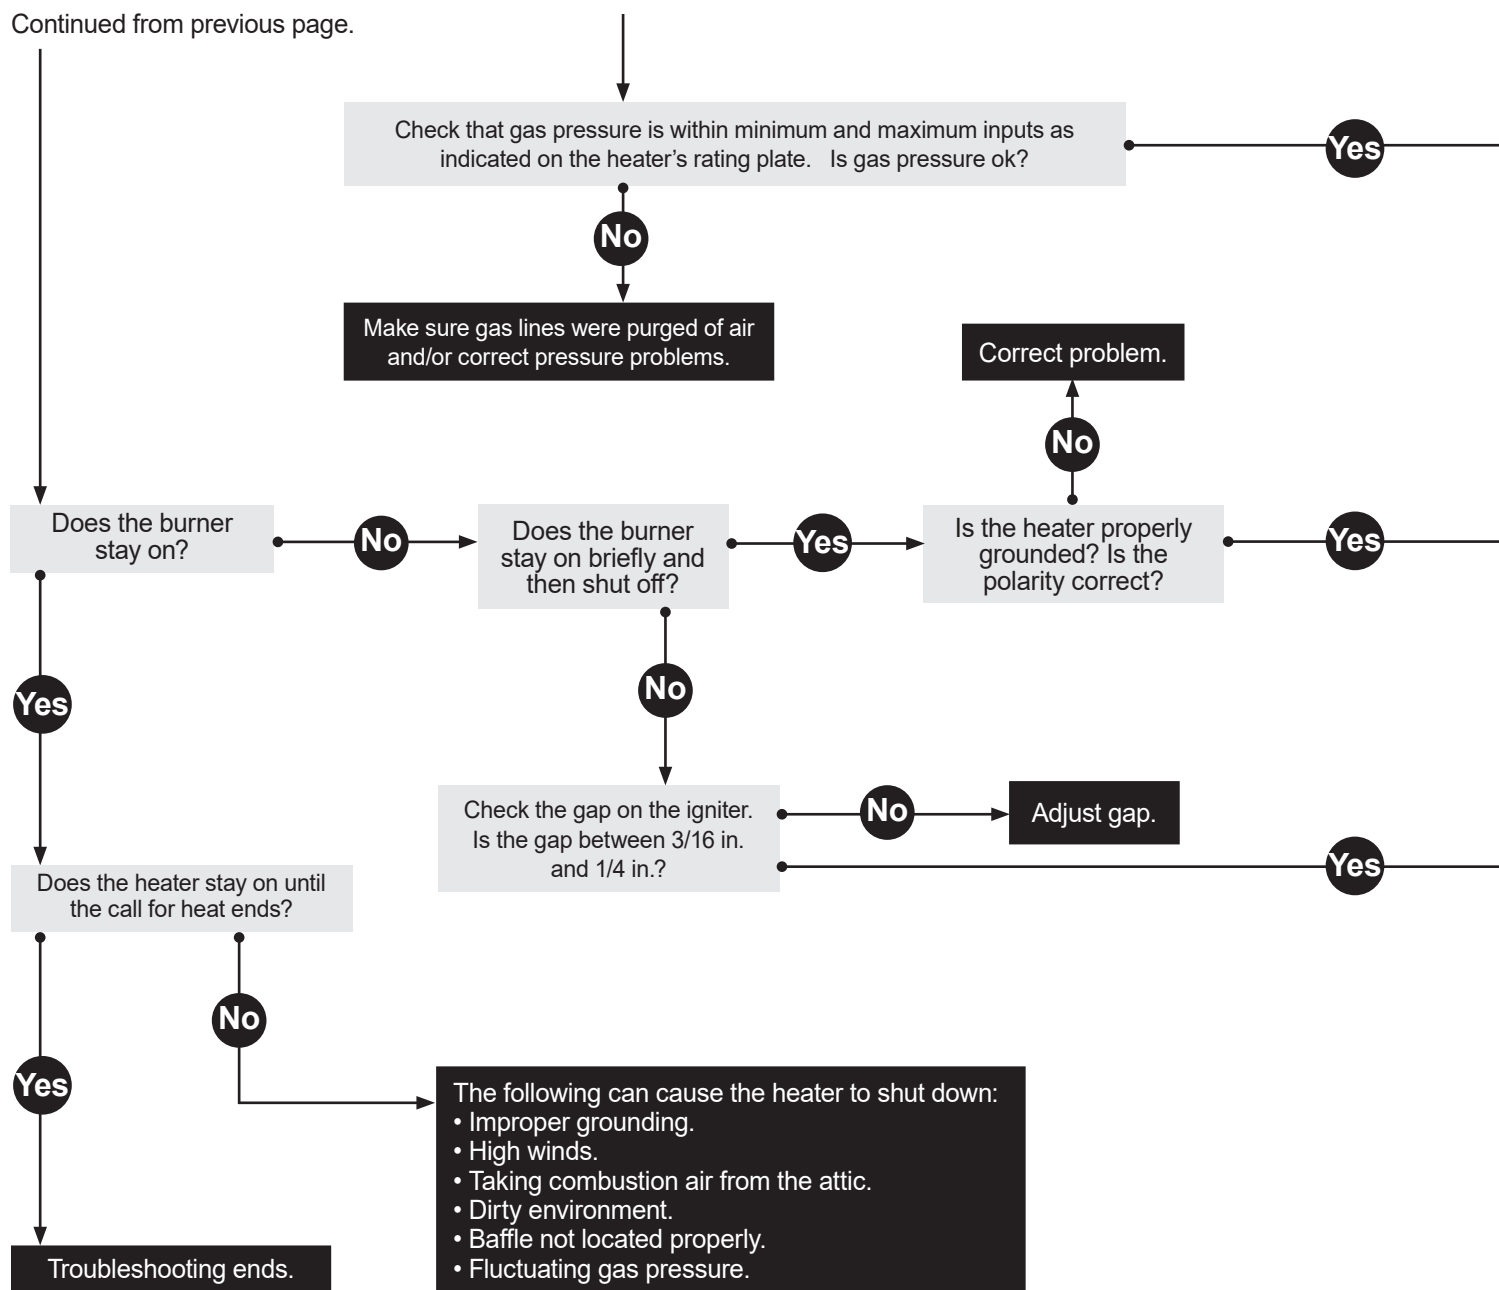 Continued from previous page.
Check that gas pressure is within minimum and maximum inputs as
indicated on the heater’s rating plate.   Is gas pressure ok?
Yes
No
Make sure gas lines were purged of air
and/or correct pressure problems.
Correct problem.
No
Does the burner
stay on?
No
Does the burner
stay on briefly and
then shut off?
Yes
Is the heater properly
grounded? Is the
polarity correct?
Yes
Yes
No
Check the gap on the igniter.
Is the gap between 3/16 in.
and 1/4 in.?
No
Adjust gap.
Yes
Does the heater stay on until
the call for heat ends?
No
Yes
The following can cause the heater to shut down:
• Improper grounding.
• High winds.
• Taking combustion air from the attic.
• Dirty environment.
• Baffle not located properly.
• Fluctuating gas pressure.
Troubleshooting ends.